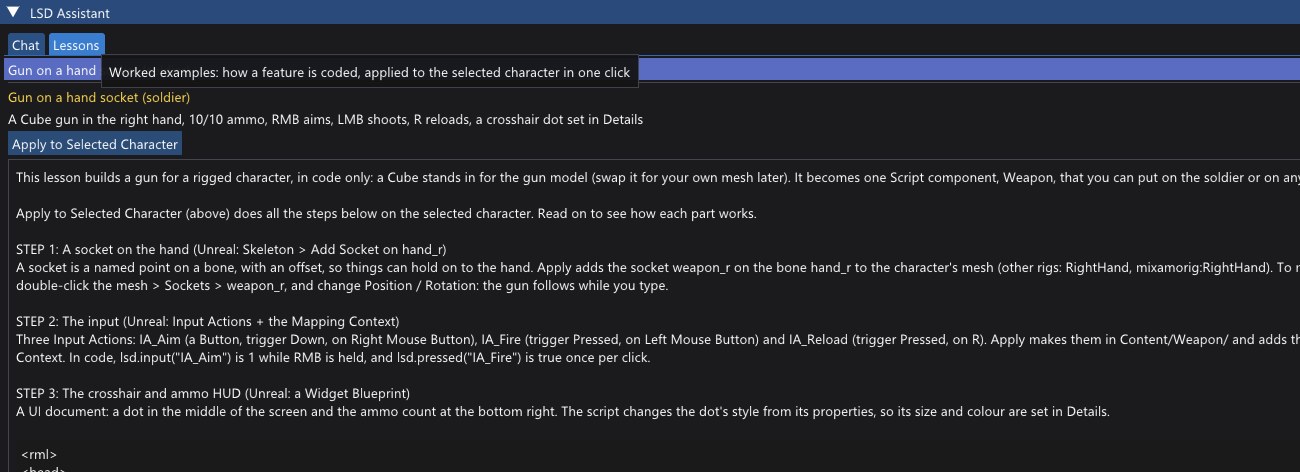 LSD Assistant
Chat Lessons
Gun on a hand
Worked examples: how a feature is coded, applied to the selected character in one click
Gun on a hand socket (soldier)
A Cube gun in the right hand, 10/10 ammo, RMB aims, LMB shoots, R reloads, a crosshair dot set in Details
Apply to Selected Character
This lesson builds a gun for a rigged character, in code only: a Cube stands in for the gun model (swap it for your own mesh later). It becomes one Script component, Weapon, that you can put on the soldier or on any
Apply to Selected Character (above) does all the steps below on the selected character. Read on to see how each part works.
STEP 1: A socket on the hand (Unreal: Skeleton > Add Socket on hand_r)
A socket is a named point on a bone, with an offset, so things can hold on to the hand. Apply adds the socket weapon_r on the bone hand_r to the character's mesh (other rigs: RightHand, mixamorig:RightHand). To
double-click the mesh > Sockets > weapon_r, and change Position / Rotation: the gun follows while you type.
STEP 2: The input (Unreal: Input Actions + the Mapping Context)
Three Input Actions: IA_Aim (a Button, trigger Down, on Right Mouse Button), IA_Fire (trigger Pressed, on Left Mouse Button) and IA_Reload (trigger Pressed, on R). Apply makes them in Content/Weapon/ and adds
Context. In code, lsd.input("IA_Aim") is 1 while RMB is held, and lsd.pressed("IA_Fire") is true once per click.
STEP 3: The crosshair and ammo HUD (Unreal: a Widget Blueprint)
A UI document: a dot in the middle of the screen and the ammo count at the bottom right. The script changes the dot's style from its properties, so its size and colour are set in Details.
<rml>
<head>